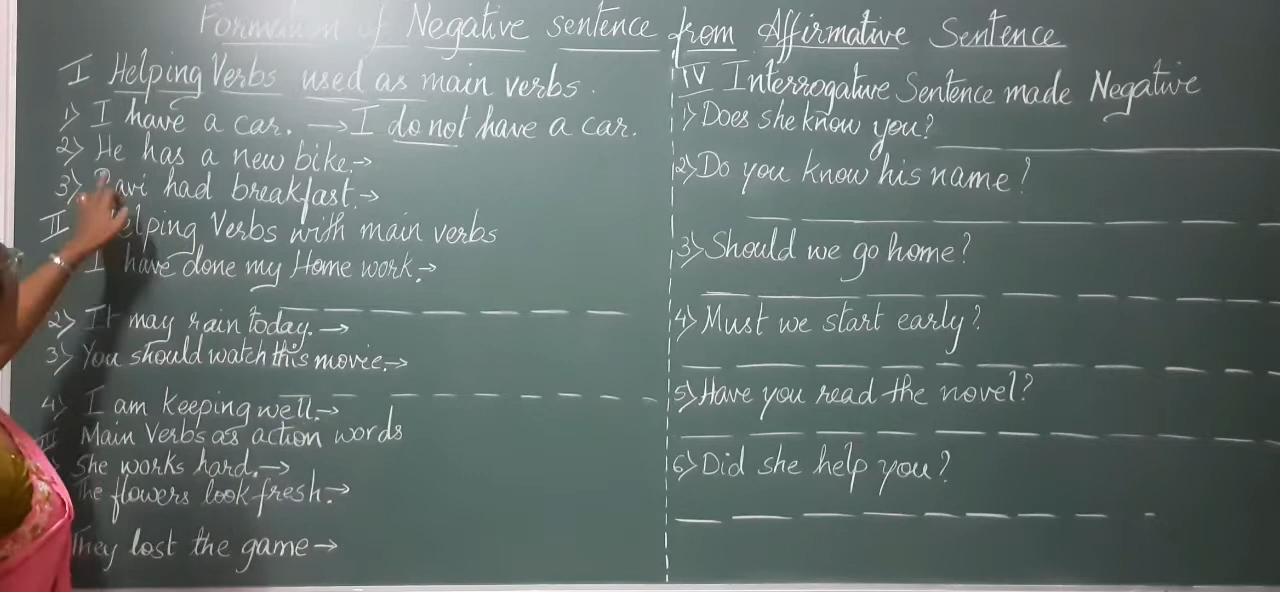 Formation of Negative sentence from Affirmative Sentence
I Helping Verbs used as main verbs.
1) I have a car. → I do not have a car.
2) He has a new bike.→
3) Ravi had breakfast.→
II Helping Verbs with main verbs
I have done my Home work.→
2) It may rain today.→
3) You should watch this movie.→
4) I am keeping well.→
III Main Verbs as action words
She works hard.→
The flowers look fresh.→
They lost the game→
IV Interrogative Sentence made Negative
1) Does she know you?
2) Do you know his name?
3) Should we go home?
4) Must we start early?
5) Have you read the novel?
6) Did she help you?